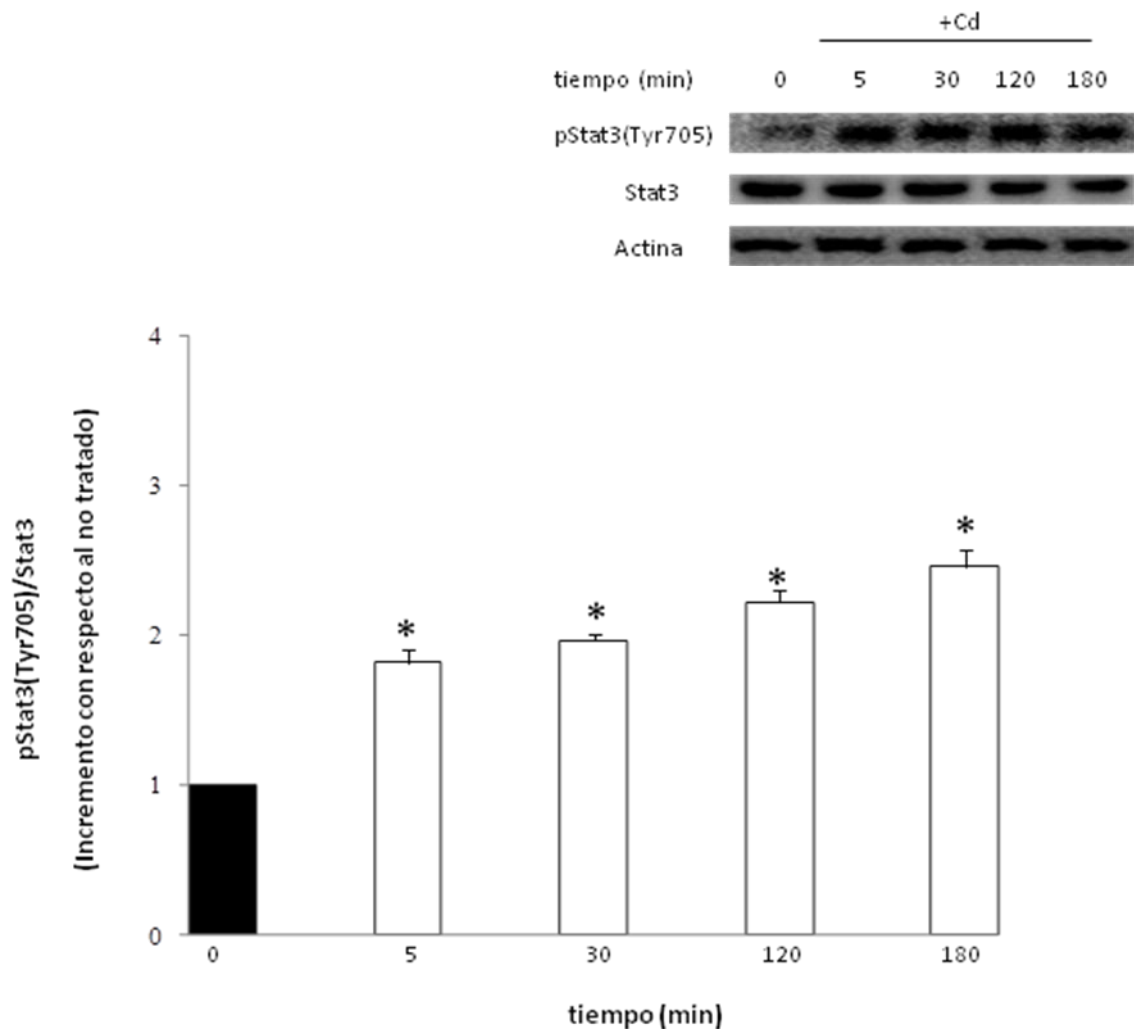 +Cd
tiempo (min) 0 5 30 120 180
pStat3(Tyr705)
Stat3
Actina
4
3
2
1
0
pStat3(Tyr705)/Stat3
(Incremento con respecto al no tratado)
*
*
*
*
0 5 30 120 180
tiempo (min)